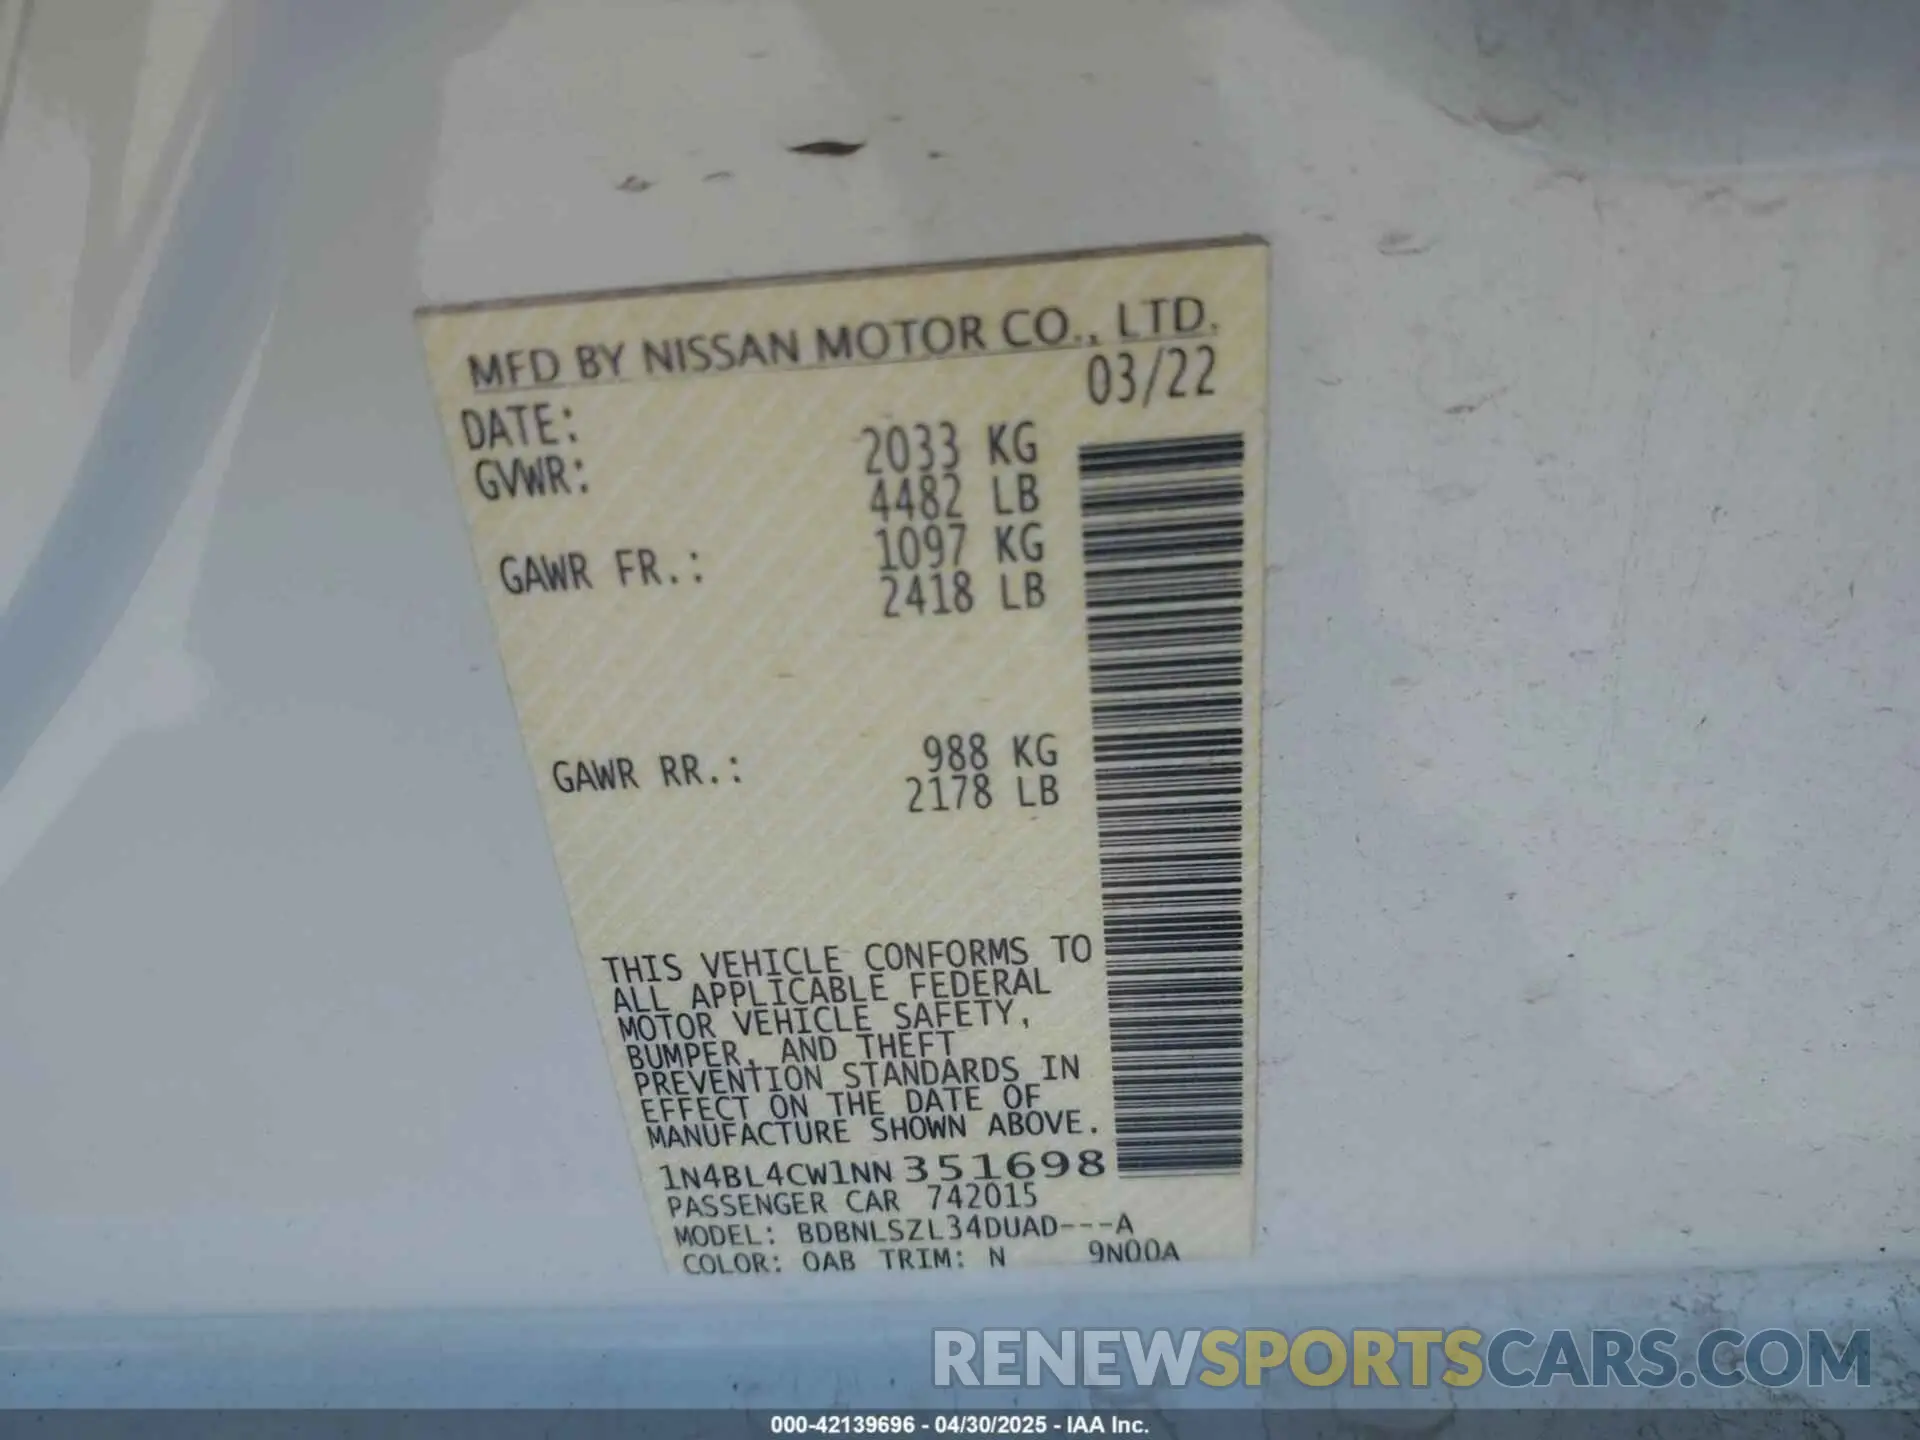 MFD BY NISSAN MOTOR CO., LTD.
DATE: 03/22
GVWR: 2033 KG
4482 LB
GAWR FR.: 1097 KG
2418 LB
GAWR RR.: 988 KG
2178 LB
THIS VEHICLE CONFORMS TO
ALL APPLICABLE FEDERAL
MOTOR VEHICLE SAFETY,
BUMPER, AND THEFT
PREVENTION STANDARDS IN
EFFECT ON THE DATE OF
MANUFACTURE SHOWN ABOVE.
1N4BL4CW1NN351698
PASSENGER CAR 742015
MODEL: BDBNLSZL34DUAD---A
COLOR: QAB TRIM: N 9N00A
RENEWSPORTSCARS.COM
000-42139696 - 04/30/2025 - IAA Inc.